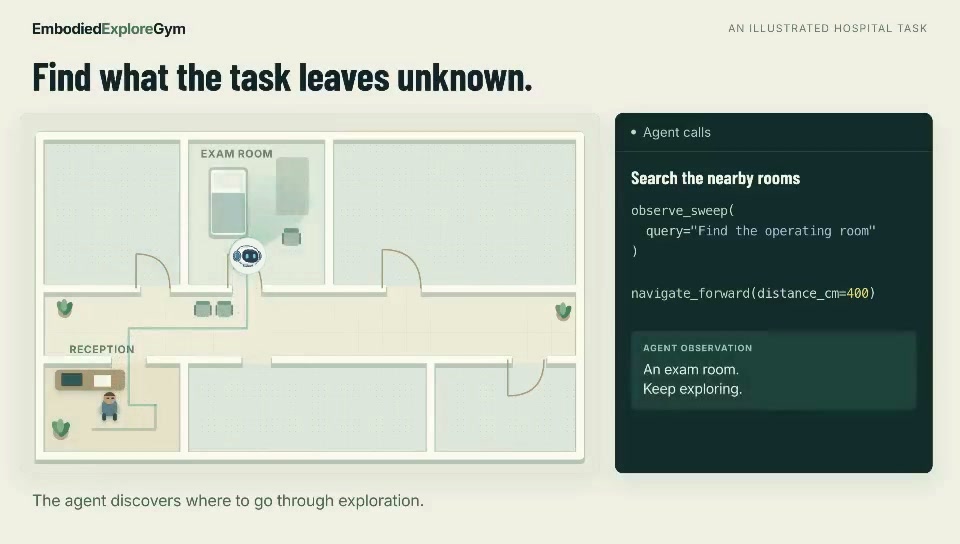 EmbodiedExploreGym
AN ILLUSTRATED HOSPITAL TASK
Find what the task leaves unknown.
EXAM ROOM
RECEPTION
• Agent calls
Search the nearby rooms
observe_sweep(
  query="Find the operating room"
)
navigate_forward(distance_cm=400)
AGENT OBSERVATION
An exam room.
Keep exploring.
The agent discovers where to go through exploration.